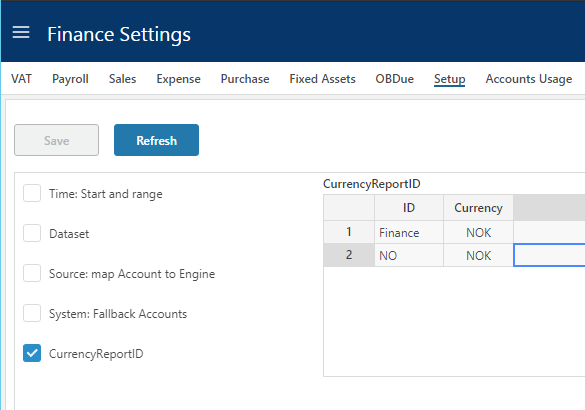 Finance Settings
VAT Payroll Sales Expense Purchase Fixed Assets OBDue Setup Accounts Usage
Save Refresh
Time: Start and range
Dataset
Source: map Account to Engine
System: Fallback Accounts
CurrencyReportID
CurrencyReportID
ID Currency
1 Finance NOK
2 NO NOK